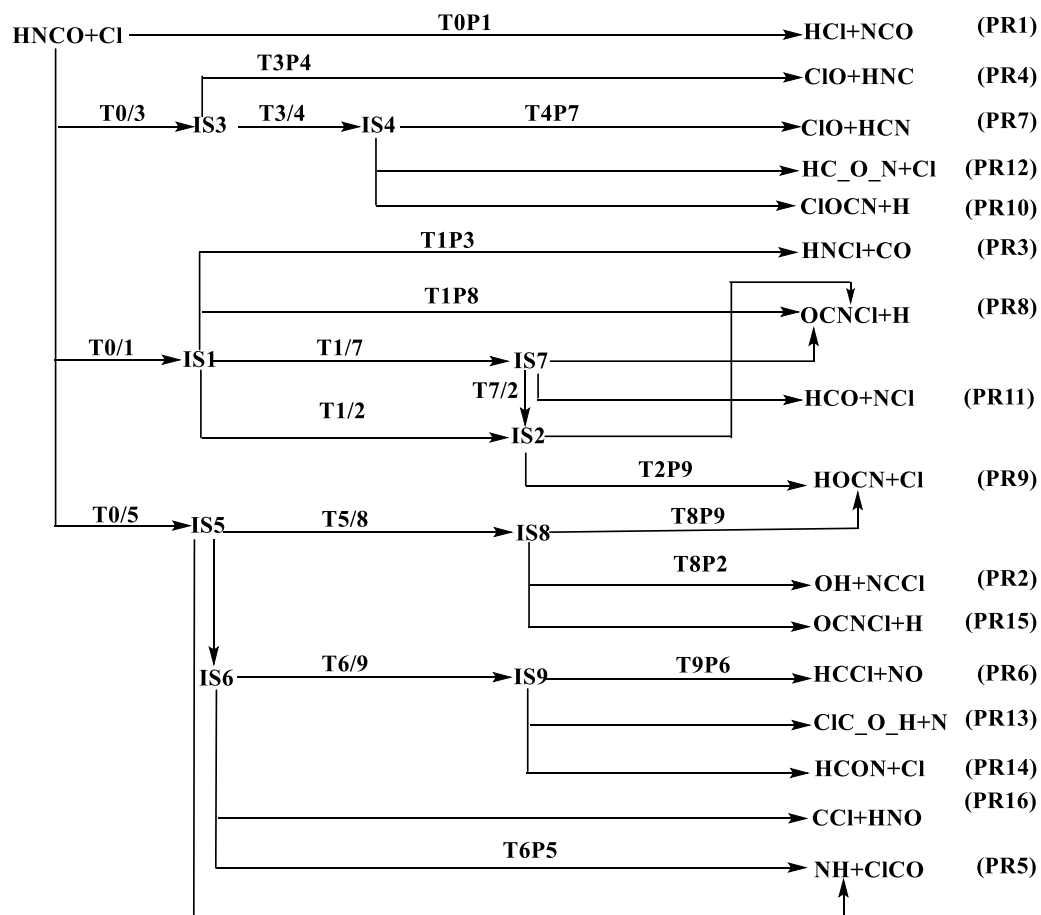 T0P1
HNCO+Cl HCl+NCO (PR1)
T3P4
ClO+HNC (PR4)
T0/3 IS3 T3/4 IS4 T4P7 ClO+HCN (PR7)
HC_O_N+Cl (PR12)
ClOCN+H (PR10)
T1P3 HNCl+CO (PR3)
T1P8 OCNCl+H (PR8)
T0/1 IS1 T1/7 IS7
T7/2 HCO+NCl (PR11)
T1/2 IS2
T2P9 HOCN+Cl (PR9)
T0/5 IS5 T5/8 IS8 T8P9
T8P2 OH+NCCl (PR2)
OCNCl+H (PR15)
IS6 T6/9 IS9 T9P6 HCCl+NO (PR6)
ClC_O_H+N (PR13)
HCON+Cl (PR14)
(PR16)
CCl+HNO
T6P5 NH+ClCO (PR5)